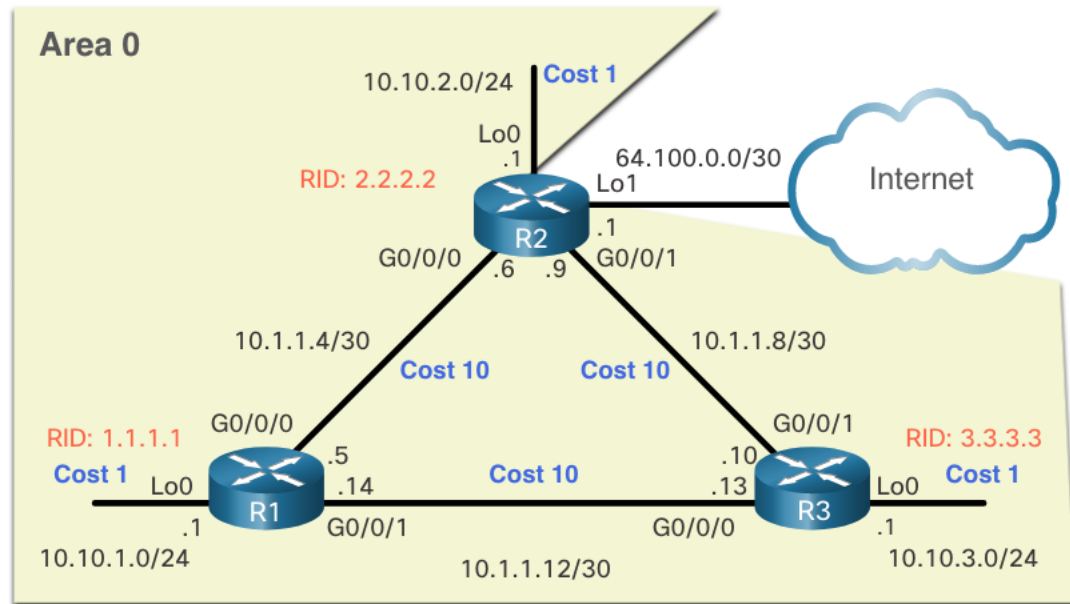 Area 0
10.10.2.0/24
Cost 1
Lo0
.1
64.100.0.0/30
Internet
RID: 2.2.2.2
Lo1
.1
R2
G0/0/0
.6
.9
G0/0/1
10.1.1.4/30
10.1.1.8/30
Cost 10
Cost 10
RID: 1.1.1.1
G0/0/0
G0/0/1
RID: 3.3.3.3
Cost 1
.5
Cost 10
.10
Cost 1
Lo0
.14
.13
Lo0
R1
R3
.1
G0/0/1
G0/0/0
.1
10.10.1.0/24
10.1.1.12/30
10.10.3.0/24